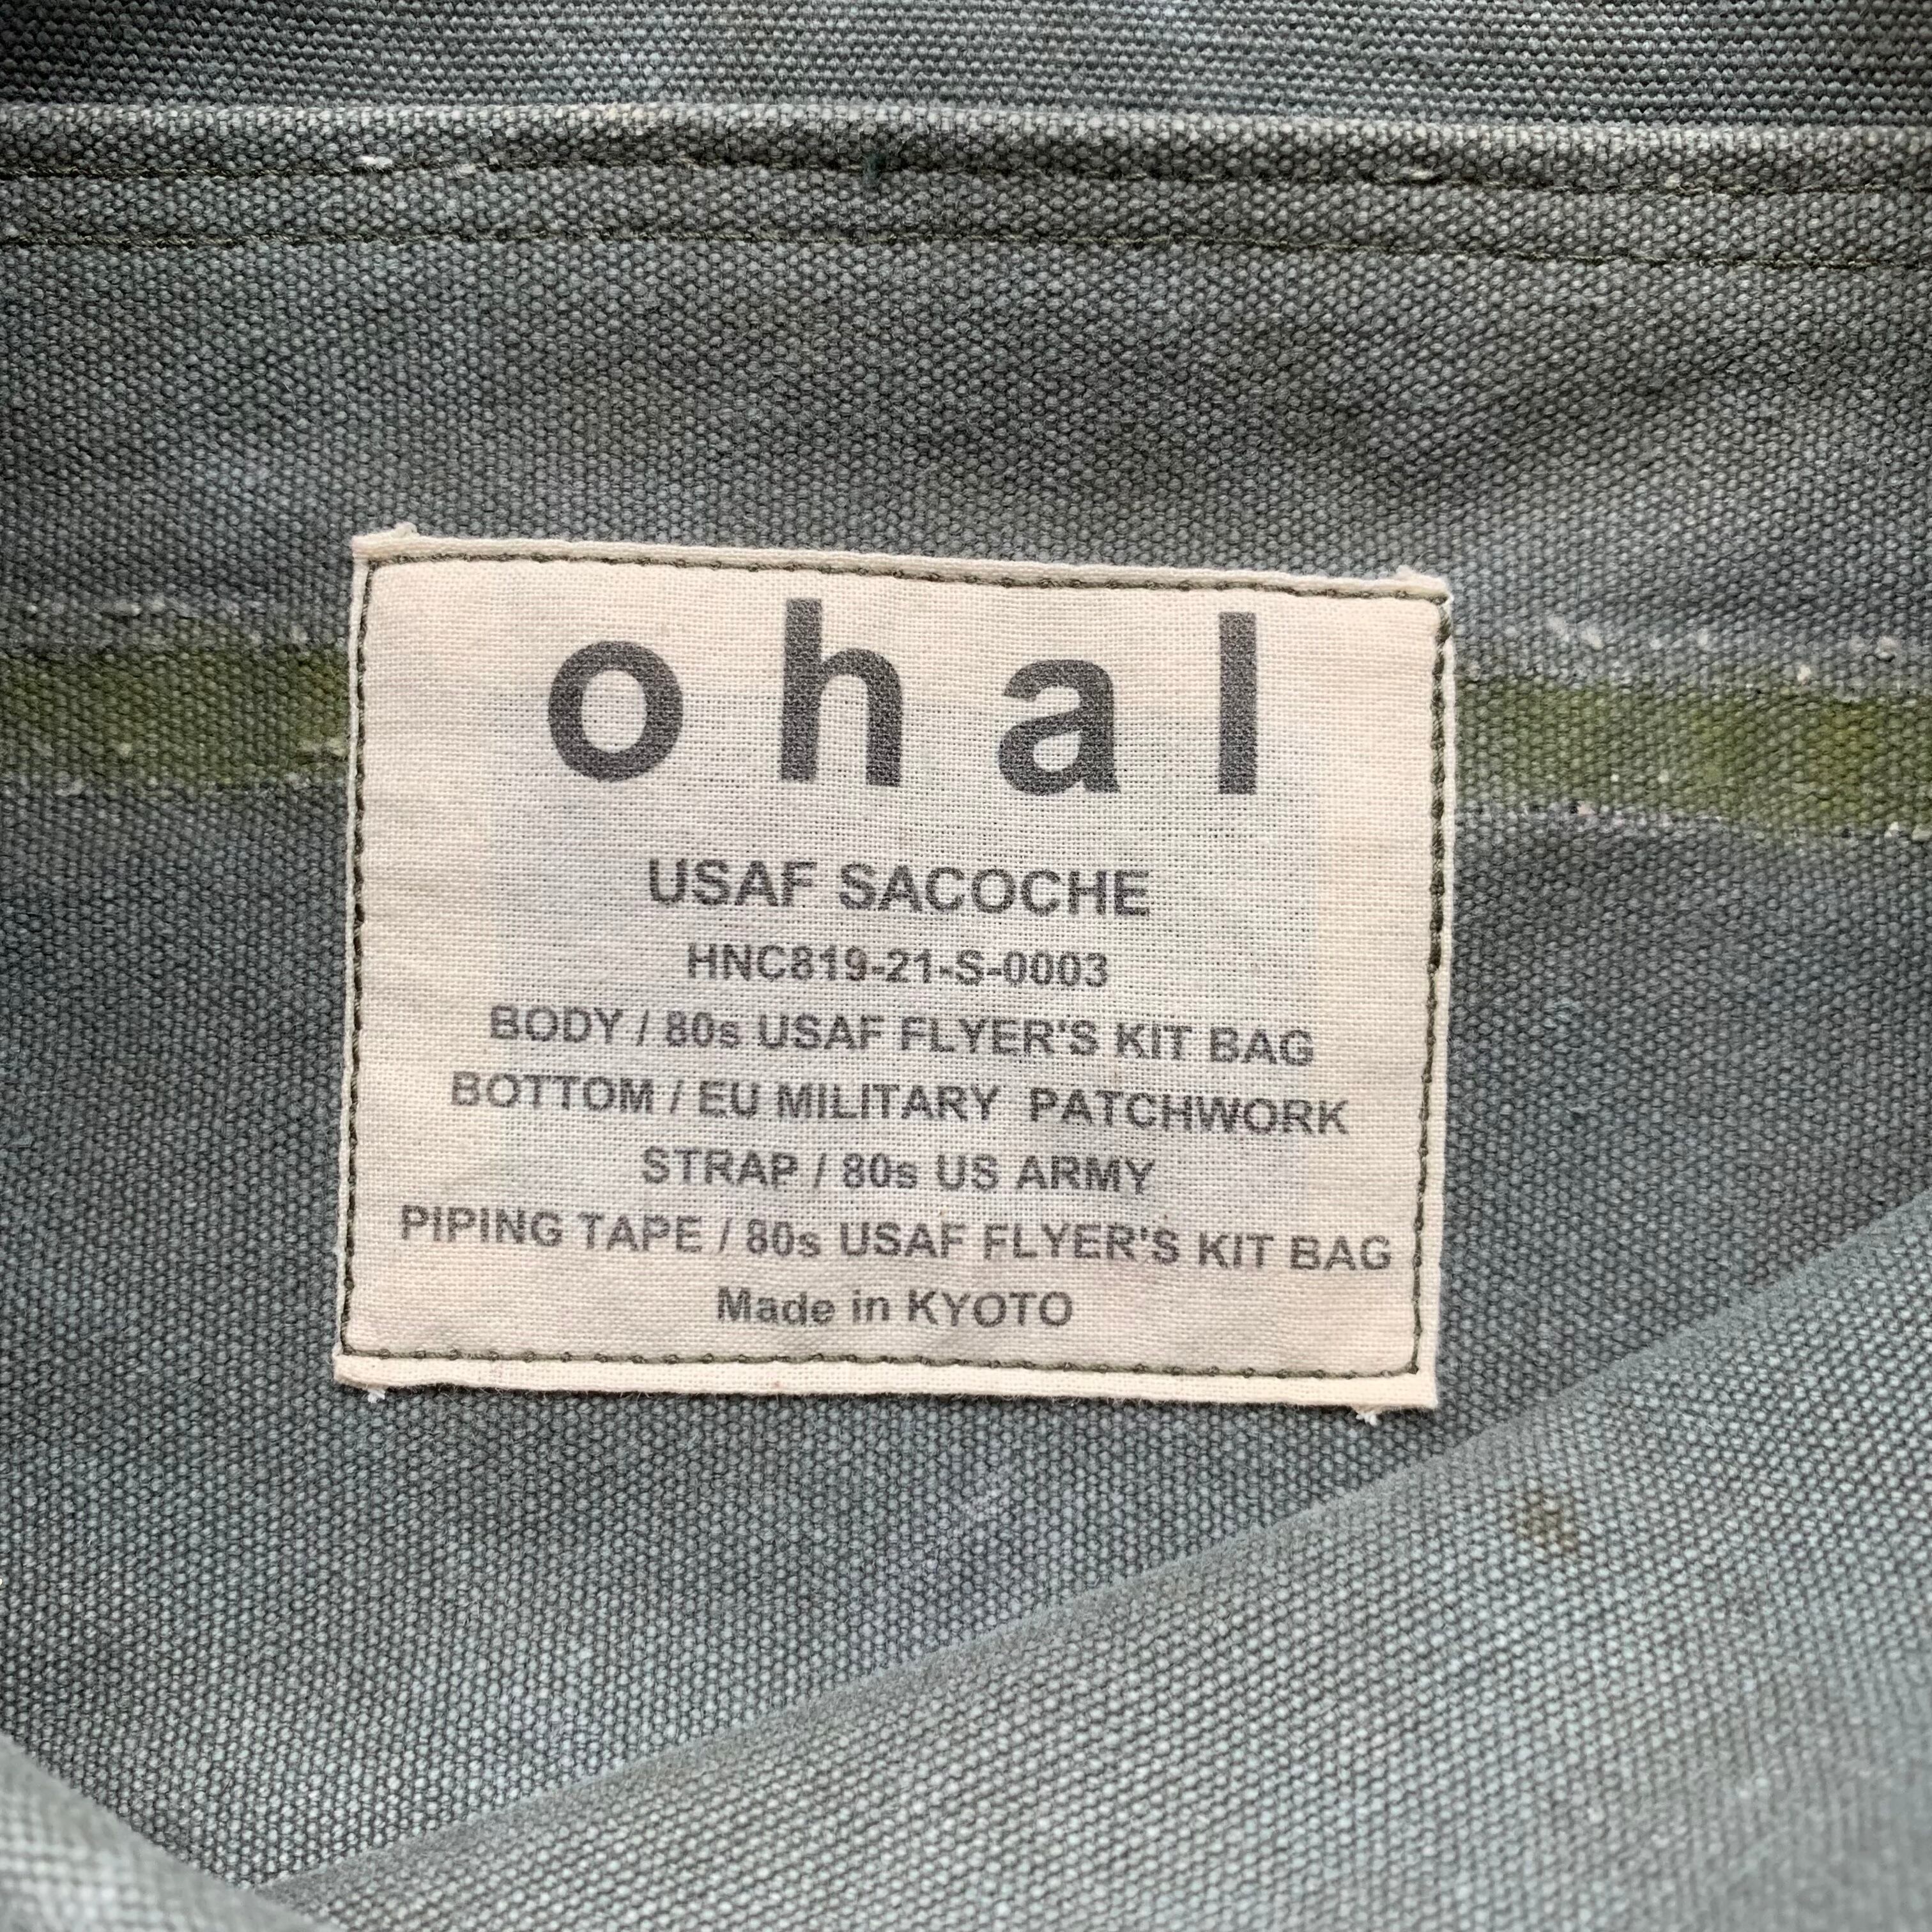 ohal
USAF SACOCHE
HNC819-21-S-0003
BODY / 80s USAF FLYER'S KIT BAG
BOTTOM / EU MILITARY PATCHWORK
STRAP / 80s US ARMY
PIPING TAPE / 80s USAF FLYER'S KIT BAG
Made in KYOTO